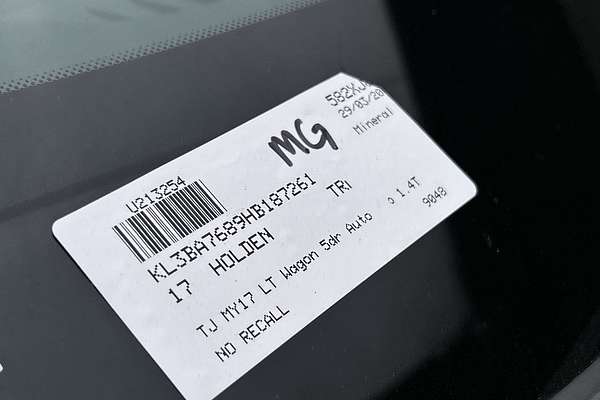 U213254
MG
582XJ
29/03/20
Mineral
KL3BA7689HB187261
17 HOLDEN TR
TJ MY17 LT Wagon 5dr Auto 1.4T
9048
NO RECALL